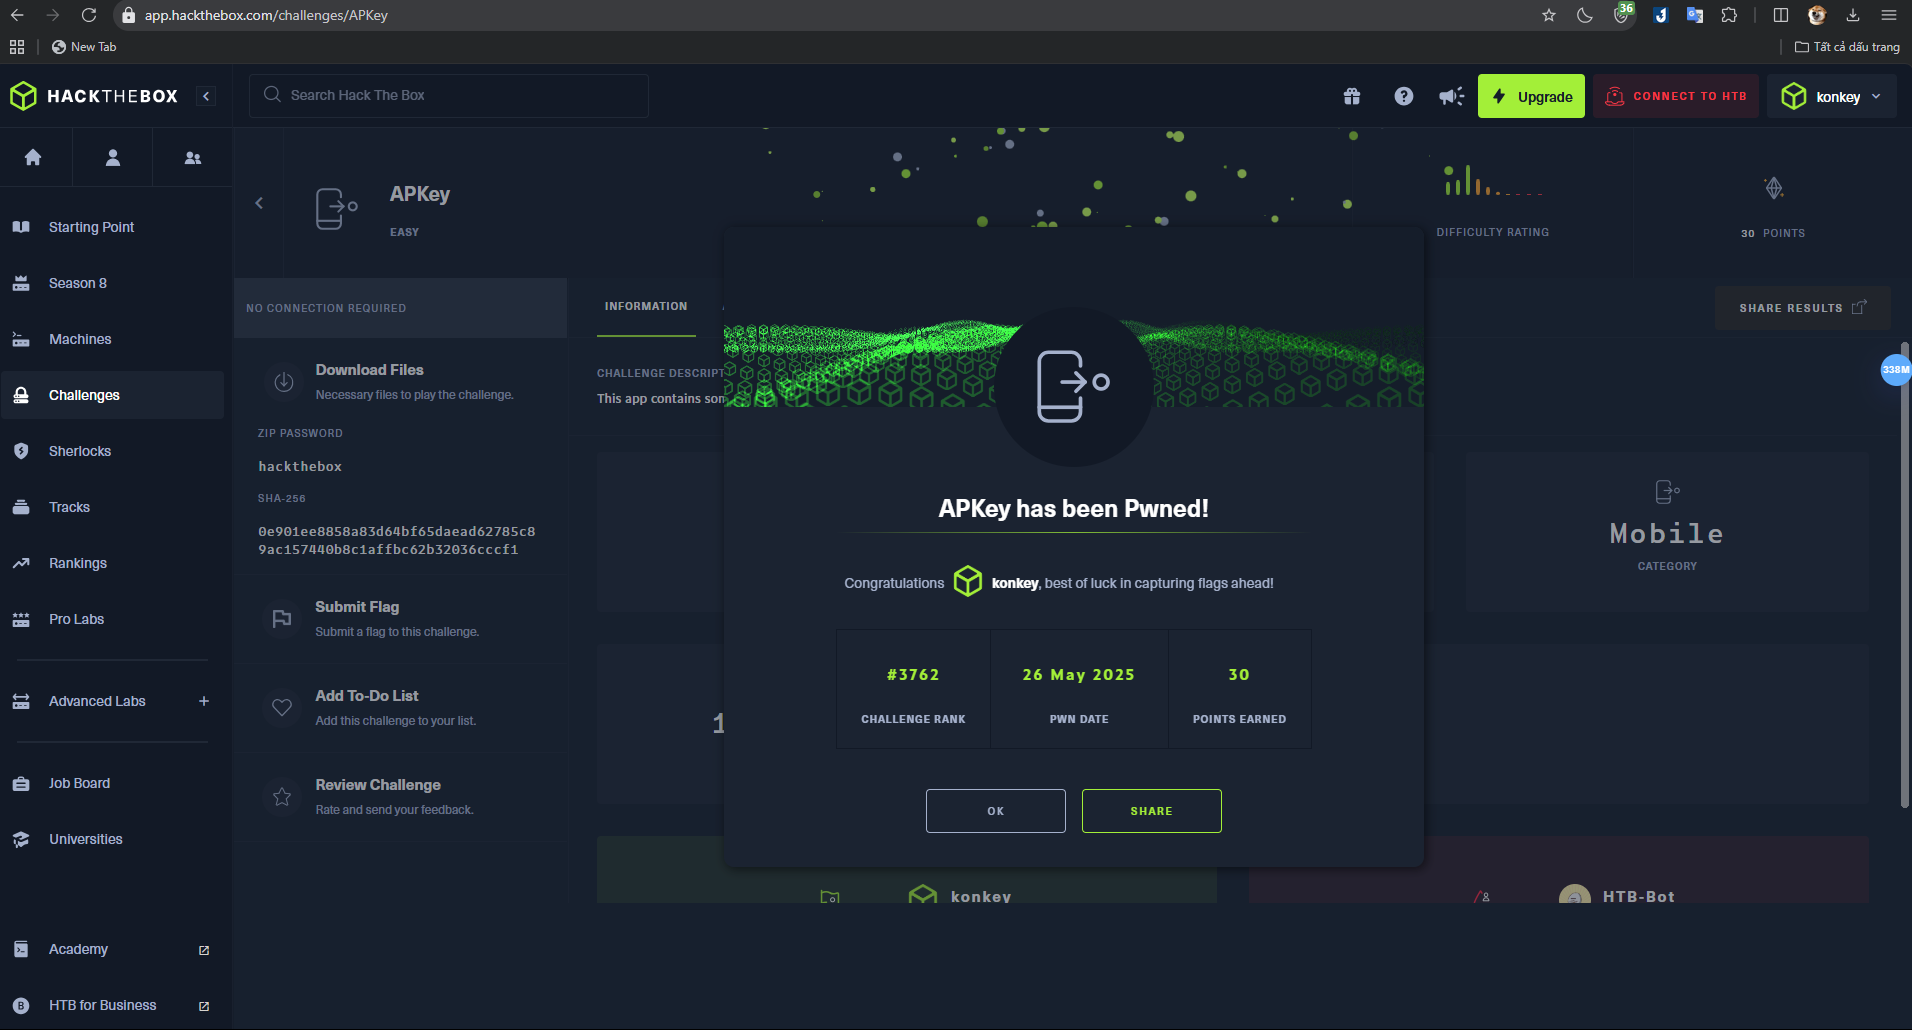 app.hackthebox.com/challenges/APKey
36
New Tab
Tất cả dấu trang
HACKTHEBOX
Search Hack The Box
Upgrade
CONNECT TO HTB
konkey
Starting Point
Season 8
Machines
Challenges
Sherlocks
Tracks
Rankings
Pro Labs
Advanced Labs
Job Board
Universities
Academy
HTB for Business
APKey
EASY
DIFFICULTY RATING
30 POINTS
NO CONNECTION REQUIRED
Download Files
Necessary files to play the challenge.
ZIP PASSWORD
hackthebox
SHA-256
0e901ee8858a83d64bf65daead62785c8
9ac157440b8c1affbc62b32036cccf1
Submit Flag
Submit a flag to this challenge.
Add To-Do List
Add this challenge to your list.
Review Challenge
Rate and send your feedback.
INFORMATION
SHARE RESULTS
338M
CHALLENGE DESCRIPT
This app contains som
Mobile
CATEGORY
1
APKey has been Pwned!
Congratulations konkey, best of luck in capturing flags ahead!
#3762
CHALLENGE RANK
26 May 2025
PWN DATE
30
POINTS EARNED
OK
SHARE
konkey
HTB-Bot